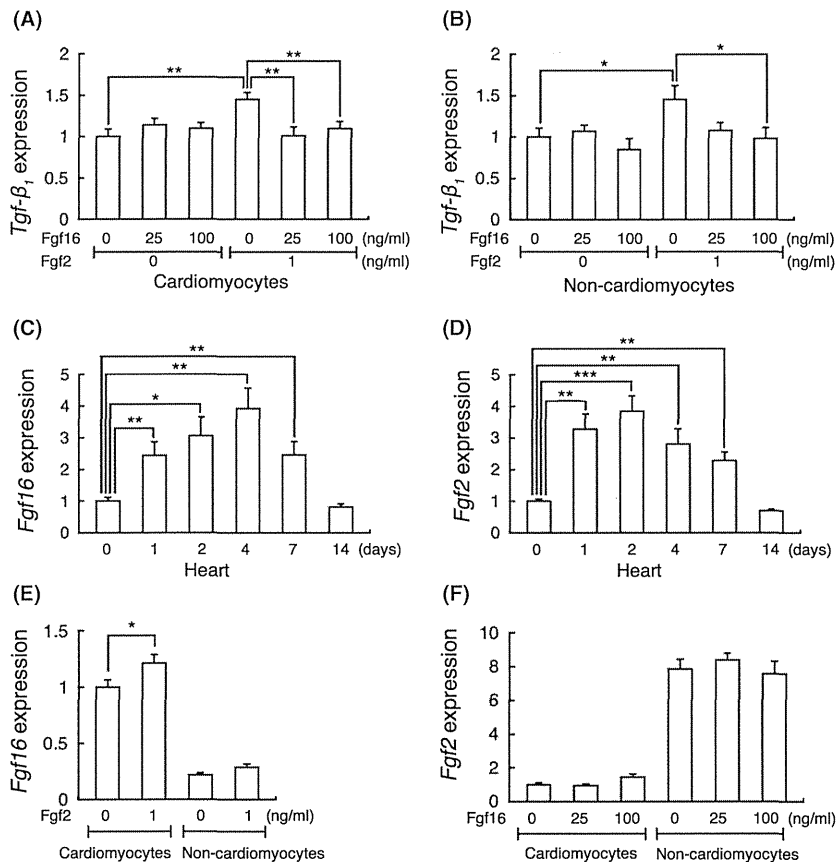 (A)
Tgf-β1 expression
2
1.5
1
0.5
0
** ** **
Fgf16 0 25 100 0 25 100 (ng/ml)
Fgf2 0 1 (ng/ml)
Cardiomyocytes
(B)
Tgf-β1 expression
2
1.5
1
0.5
0
* *
Fgf16 0 25 100 0 25 100 (ng/ml)
Fgf2 0 1 (ng/ml)
Non-cardiomyocytes
(C)
Fgf16 expression
5
4
3
2
1
0
**
**
*
**
0 1 2 4 7 14 (days)
Heart
(D)
Fgf2 expression
5
4
3
2
1
0
**
**
***
**
0 1 2 4 7 14 (days)
Heart
(E)
Fgf16 expression
1.5
1
0.5
0
*
Fgf2 0 1 0 1 (ng/ml)
Cardiomyocytes Non-cardiomyocytes
(F)
Fgf2 expression
10
8
6
4
2
0
Fgf16 0 25 100 0 25 100 (ng/ml)
Cardiomyocytes Non-cardiomyocytes